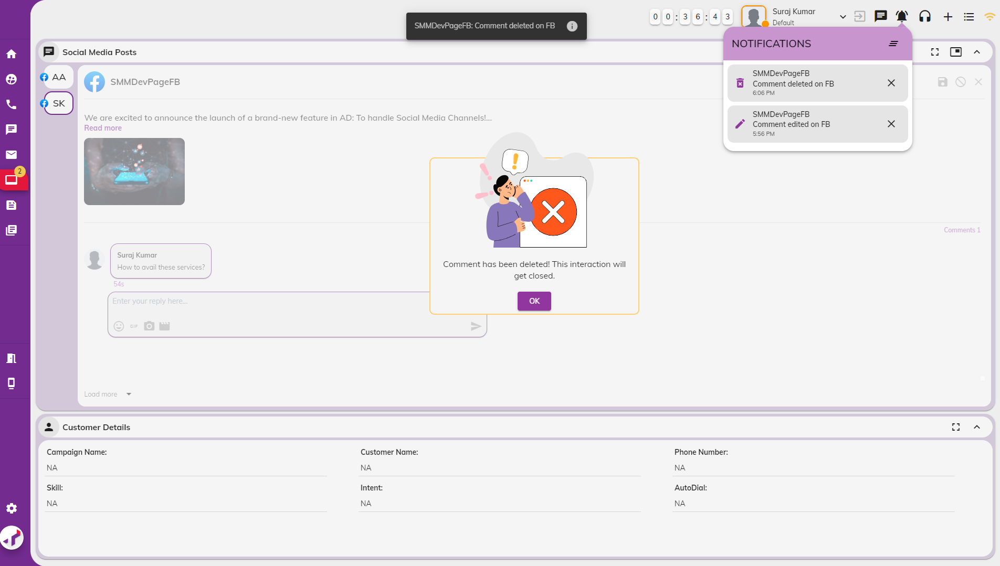 SMMDevPageFB: Comment deleted on FB
0 0 : 3 6 : 4 3
Suraj Kumar
Default
NOTIFICATIONS
SMMDevPageFB
Comment deleted on FB
6:06 PM
SMMDevPageFB
Comment edited on FB
5:56 PM
2
Social Media Posts
AA
SK
SMMDevPageFB
We are excited to announce the launch of a brand-new feature in AD: To handle Social Media Channels!...
Read more
Comments 1
Suraj Kumar
How to avail these services?
54s
Enter your reply here...
GIF
Comment has been deleted! This interaction will
get closed.
OK
Load more
Customer Details
Campaign Name:
NA
Customer Name:
NA
Phone Number:
NA
Skill:
NA
Intent:
NA
AutoDial:
NA